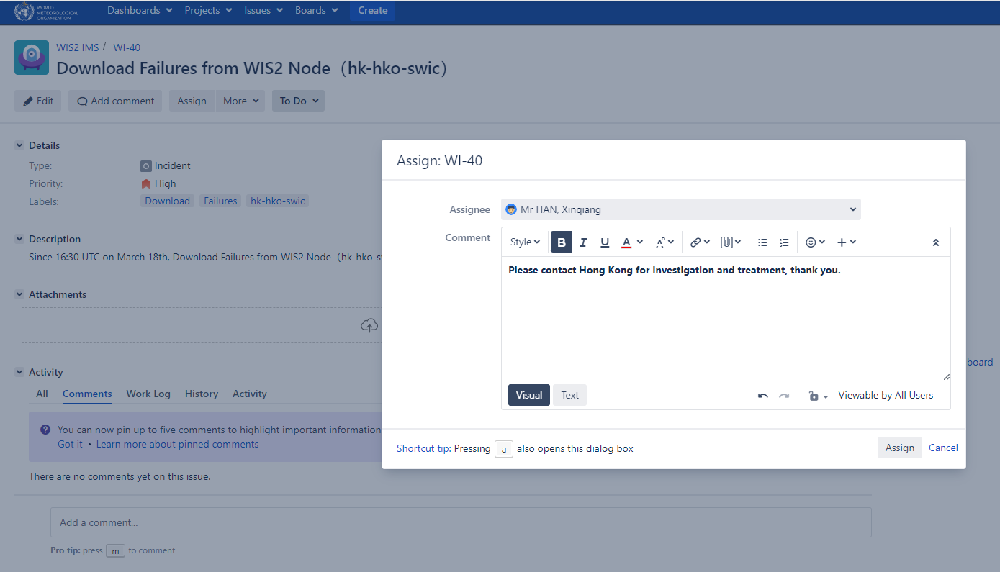 WORLD
METEOROLOGICAL
ORGANIZATION
Dashboards Projects Issues Boards Create
WIS2 IMS / WI-40
Download Failures from WIS2 Node（hk-hko-swic）
Edit Add comment Assign More To Do
Details
Type: Incident
Priority: High
Labels: Download Failures hk-hko-swic
Description
Since 16:30 UTC on March 18th, Download Failures from WIS2 Node（hk-hko-s
Attachments
Activity
All Comments Work Log History Activity
You can now pin up to five comments to highlight important information
Got it • Learn more about pinned comments
There are no comments yet on this issue.
Add a comment...
Pro tip: press m to comment
board
Assign: WI-40
Assignee Mr HAN, Xinqiang
Comment
Style B I U A
Please contact Hong Kong for investigation and treatment, thank you.
Visual Text Viewable by All Users
Shortcut tip: Pressing a also opens this dialog box
Assign Cancel